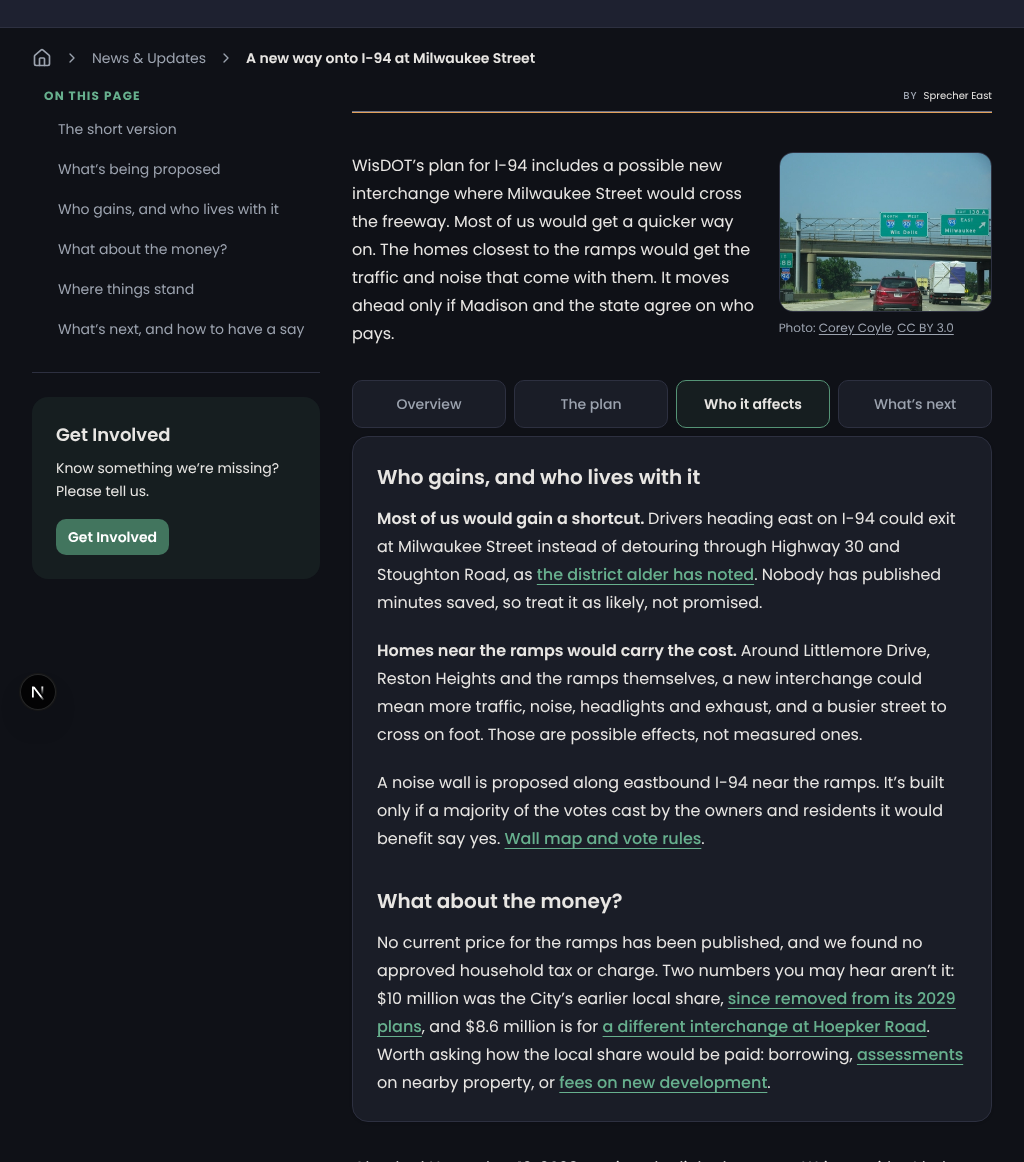 News & Updates
A new way onto I-94 at Milwaukee Street
ON THIS PAGE
The short version
What's being proposed
Who gains, and who lives with it
What about the money?
Where things stand
What's next, and how to have a say
Get Involved
Know something we're missing?
Please tell us.
Get Involved
N
BY Sprecher East
WisDOT's plan for I-94 includes a possible new
interchange where Milwaukee Street would cross
the freeway. Most of us would get a quicker way
on. The homes closest to the ramps would get the
traffic and noise that come with them. It moves
ahead only if Madison and the state agree on who
pays.
NORTH WEST
39 90 94
Wis Dells
94 EAST
Milwaukee
Photo: Corey Coyle, CC BY 3.0
Overview
The plan
Who it affects
What's next
Who gains, and who lives with it
Most of us would gain a shortcut. Drivers heading east on I-94 could exit
at Milwaukee Street instead of detouring through Highway 30 and
Stoughton Road, as the district alder has noted. Nobody has published
minutes saved, so treat it as likely, not promised.
Homes near the ramps would carry the cost. Around Littlemore Drive,
Reston Heights and the ramps themselves, a new interchange could
mean more traffic, noise, headlights and exhaust, and a busier street to
cross on foot. Those are possible effects, not measured ones.
A noise wall is proposed along eastbound I-94 near the ramps. It's built
only if a majority of the votes cast by the owners and residents it would
benefit say yes. Wall map and vote rules.
What about the money?
No current price for the ramps has been published, and we found no
approved household tax or charge. Two numbers you may hear aren't it:
$10 million was the City's earlier local share, since removed from its 2029
plans, and $8.6 million is for a different interchange at Hoepker Road.
Worth asking how the local share would be paid: borrowing, assessments
on nearby property, or fees on new development.